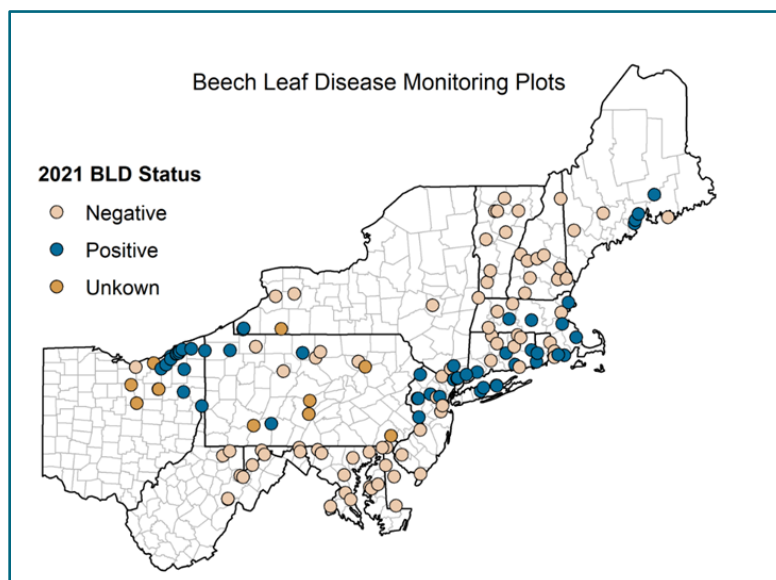 Beech Leaf Disease Monitoring Plots
2021 BLD Status
Negative
Positive
Unkown